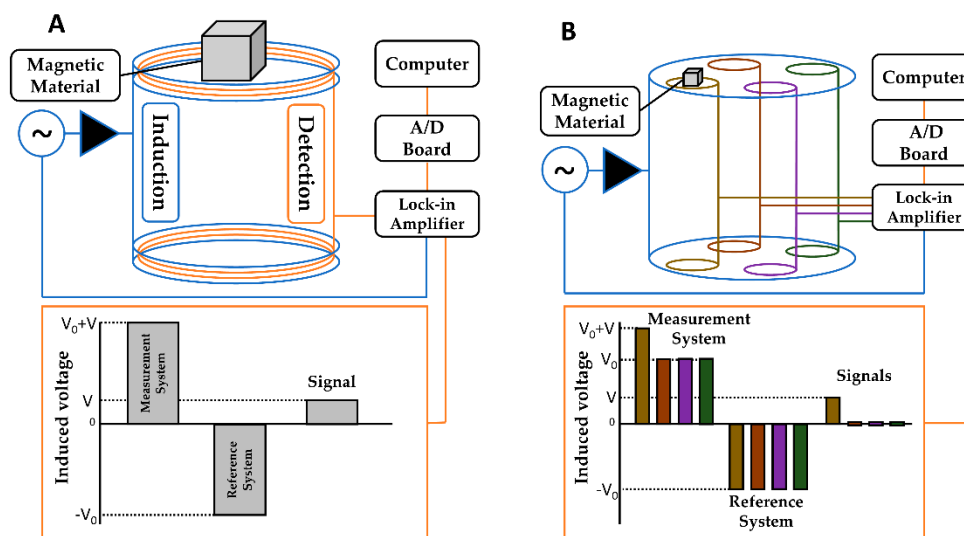 A
Magnetic
Material
~
Induction
Detection
Computer
A/D
Board
Lock-in
Amplifier
Induced voltage
V₀+V
V
0
-V₀
Measurement
System
Reference
System
Signal
B
Magnetic
Material
~
Computer
A/D
Board
Lock-in
Amplifier
Induced voltage
V₀+V
V₀
V
0
-V₀
Measurement
System
Signals
Reference
System